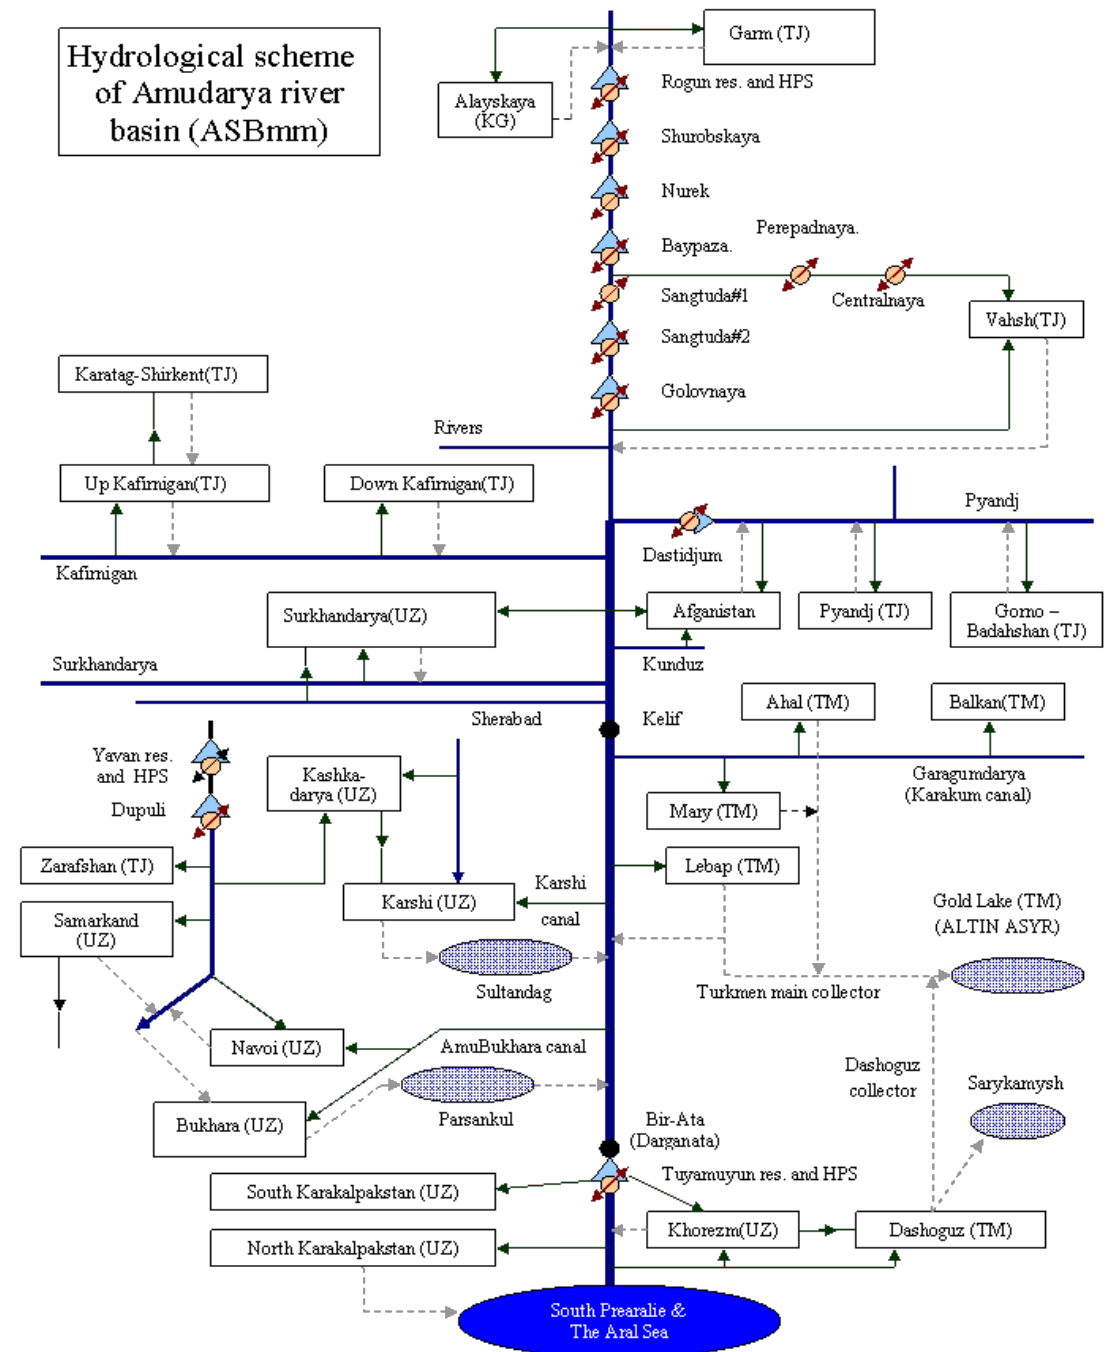 Hydrological scheme
of Amudarya river
basin (ASBmm)
Garm (TJ)
Alayskaya
(KG)
Rogun res. and HPS
Shurobskaya
Nurek
Baypaza.
Perepadnaya.
Sangtuda#1
Centralnaya
Vahsh(TJ)
Sangtuda#2
Golovnaya
Karatag-Shirkent(TJ)
Rivers
Up Kafirnigan(TJ)
Down Kafirnigan(TJ)
Pyandj
Dastidjum
Kafirnigan
Surkhandarya(UZ)
Afganistan
Pyandj (TJ)
Gorno –
Badahshan (TJ)
Surkhandarya
Kunduz
Sherabad
Kelif
Ahal (TM)
Balkan(TM)
Yavan res.
and HPS
Kashka-
darya (UZ)
Garagumdarya
(Karakum canal)
Dupuli
Mary (TM)
Zarafshan (TJ)
Lebap (TM)
Karshi (UZ)
Karshi
canal
Samarkand
(UZ)
Gold Lake (TM)
(ALTIN ASYR)
Sultandag
Turkmen main collector
Navoi (UZ)
AmuBukhara canal
Dashoguz
collector
Sarykamysh
Bukhara (UZ)
Parsankul
Bir-Ata
(Darganata)
Tuyamuyun res. and HPS
South Karakalpakstan (UZ)
Khorezm(UZ)
Dashoguz (TM)
North Karakalpakstan (UZ)
South Prearalie &
The Aral Sea